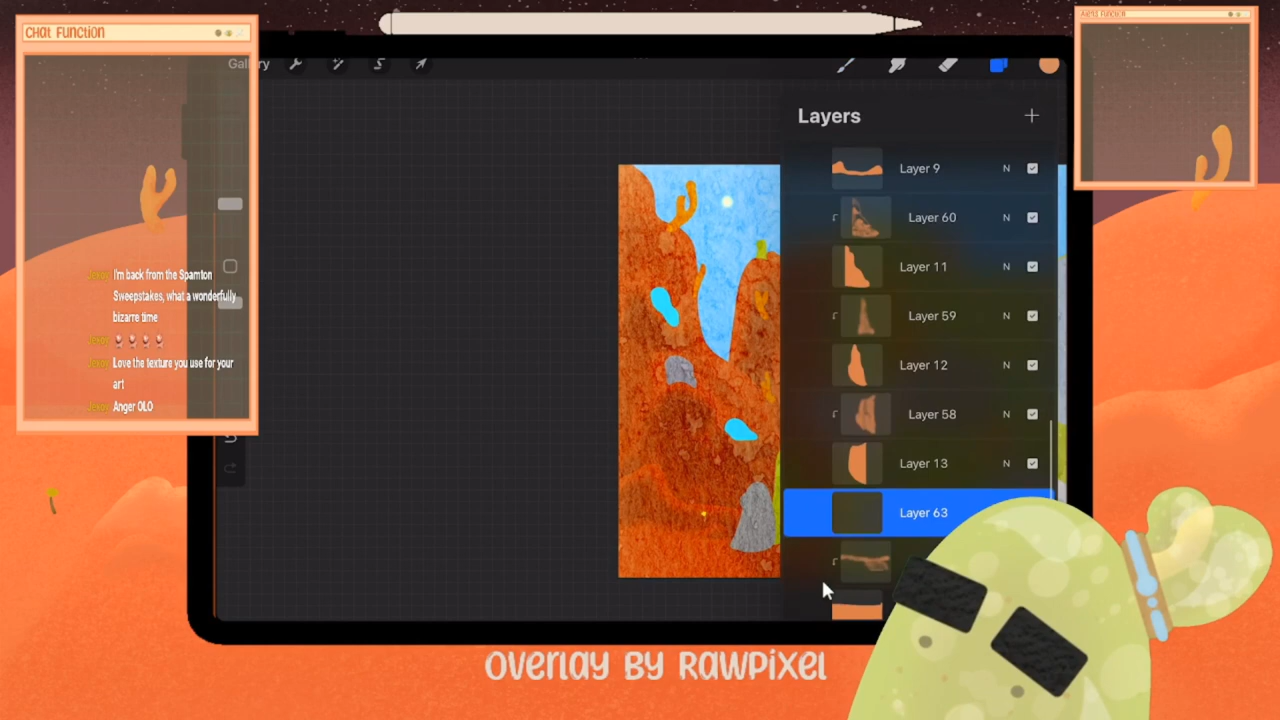 Chat Function
Alerts Function
Gallery
Layers
Layer 9 N
Layer 60 N
Layer 11 N
Layer 59 N
Layer 12 N
Layer 58 N
Layer 13 N
Layer 63
I'm back from the Spamton
Sweepstakes, what a wonderfully
bizarre time
Love the texture you use for your
art
Anger OLO
Overlay by Rawpixel